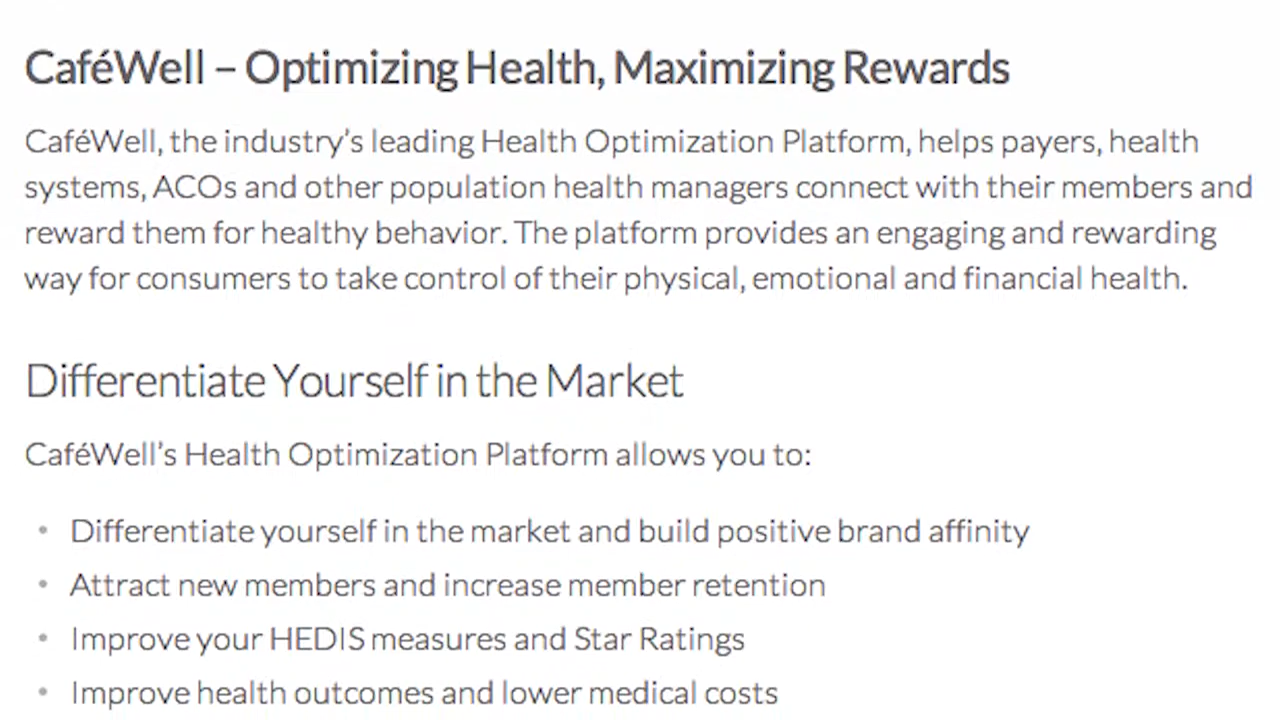 CaféWell – Optimizing Health, Maximizing Rewards
CaféWell, the industry’s leading Health Optimization Platform, helps payers, health
systems, ACOs and other population health managers connect with their members and
reward them for healthy behavior. The platform provides an engaging and rewarding
way for consumers to take control of their physical, emotional and financial health.
Differentiate Yourself in the Market
CaféWell’s Health Optimization Platform allows you to:
• Differentiate yourself in the market and build positive brand affinity
• Attract new members and increase member retention
• Improve your HEDIS measures and Star Ratings
• Improve health outcomes and lower medical costs